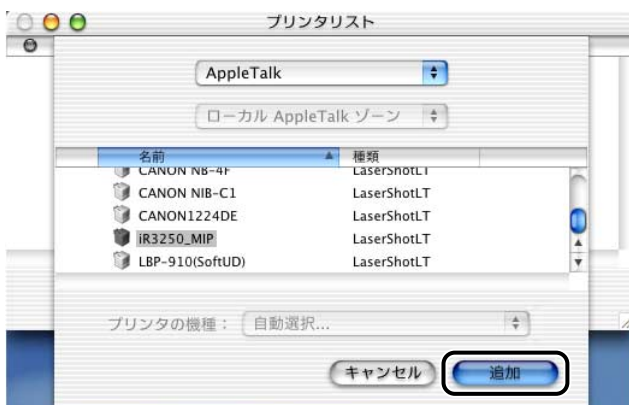 プリンタリスト
AppleTalk
ローカル AppleTalk ゾーン
名前 種類
CANON NB-4F LaserShotLT
CANON NIB-C1 LaserShotLT
CANON1224DE LaserShotLT
iR3250_MIP LaserShotLT
LBP-910(SoftUD) LaserShotLT
プリンタの機種： 自動選択...
キャンセル 追加